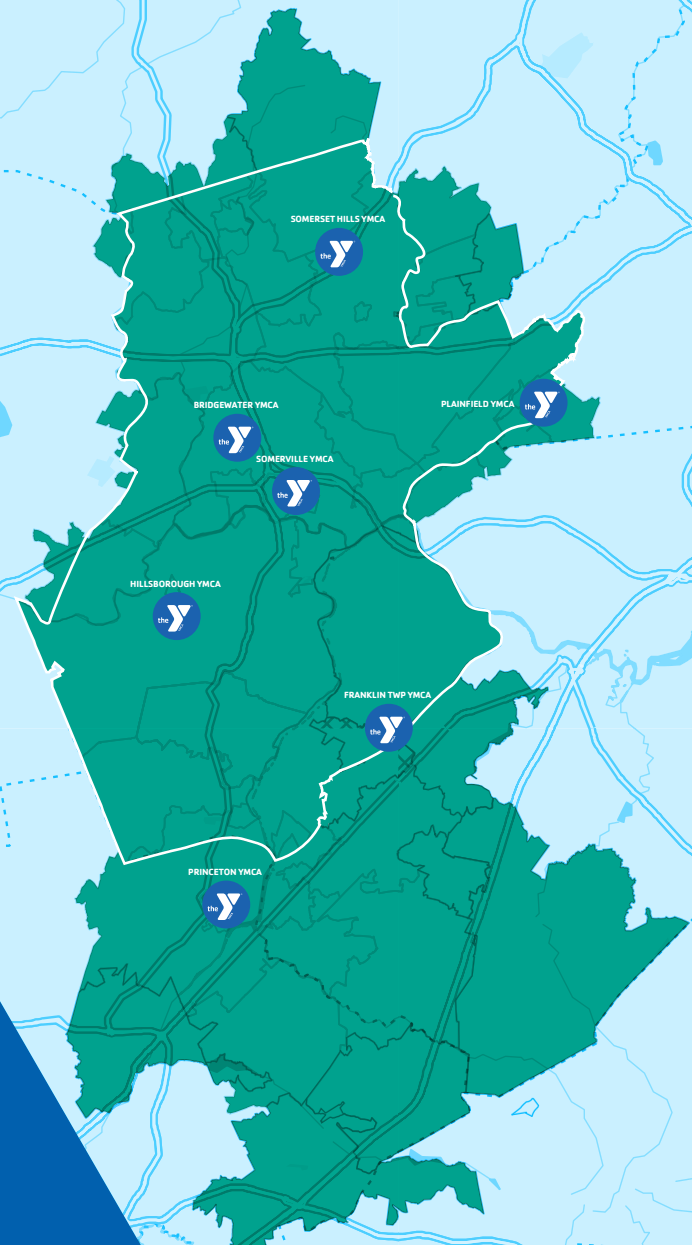 SOMERSET HILLS YMCA
the
BRIDGEWATER YMCA
the
PLAINFIELD YMCA
the
SOMERVILLE YMCA
the
HILLSBOROUGH YMCA
the
FRANKLIN TWP YMCA
the
PRINCETON YMCA
the